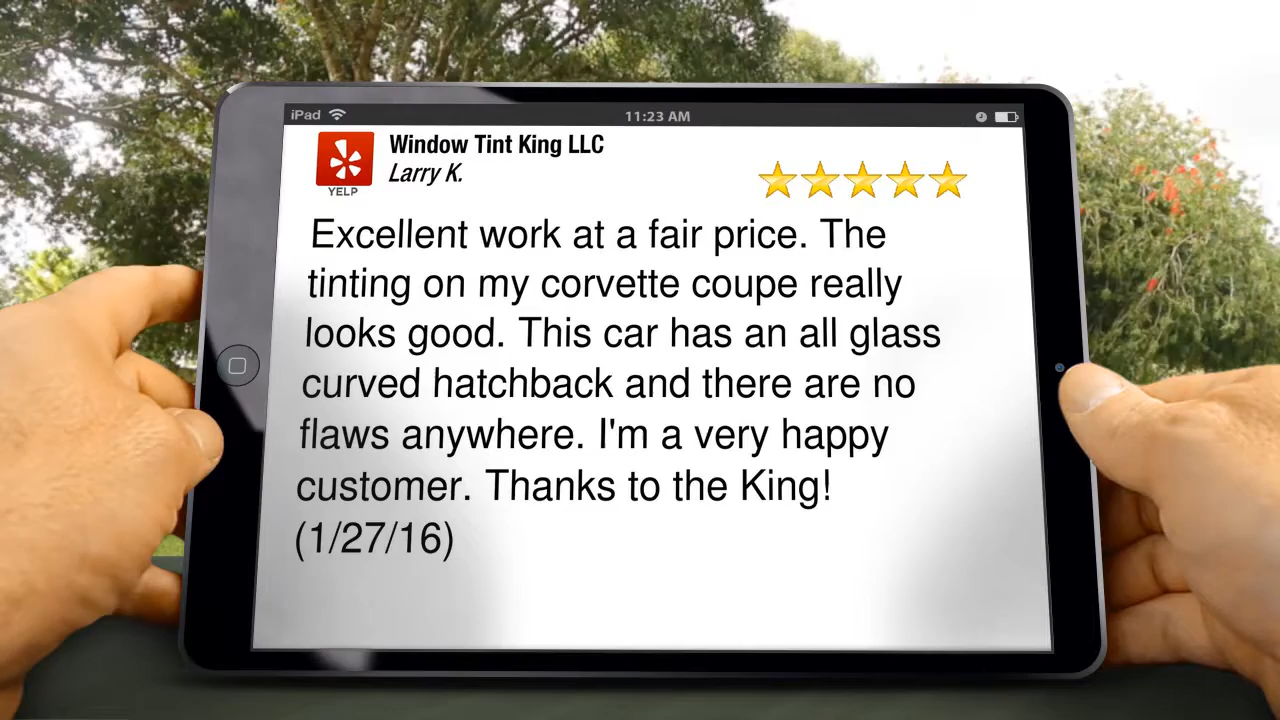 iPad 11:23 AM
Window Tint King LLC
Larry K.
YELP
Excellent work at a fair price. The
tinting on my corvette coupe really
looks good. This car has an all glass
curved hatchback and there are no
flaws anywhere. I'm a very happy
customer. Thanks to the King!
(1/27/16)